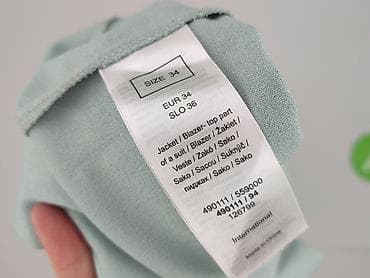 SIZE 34
EUR 34
SLO 36
Jacket / Blazer- top part
of a suit / Blazer / Żakiet /
Veste / Zakó / Sako /
Sako / Sacou / Suknjič /
пиджак / Sako / Sako
490111 / 559000
490111 / 94
126799
International
Made in China